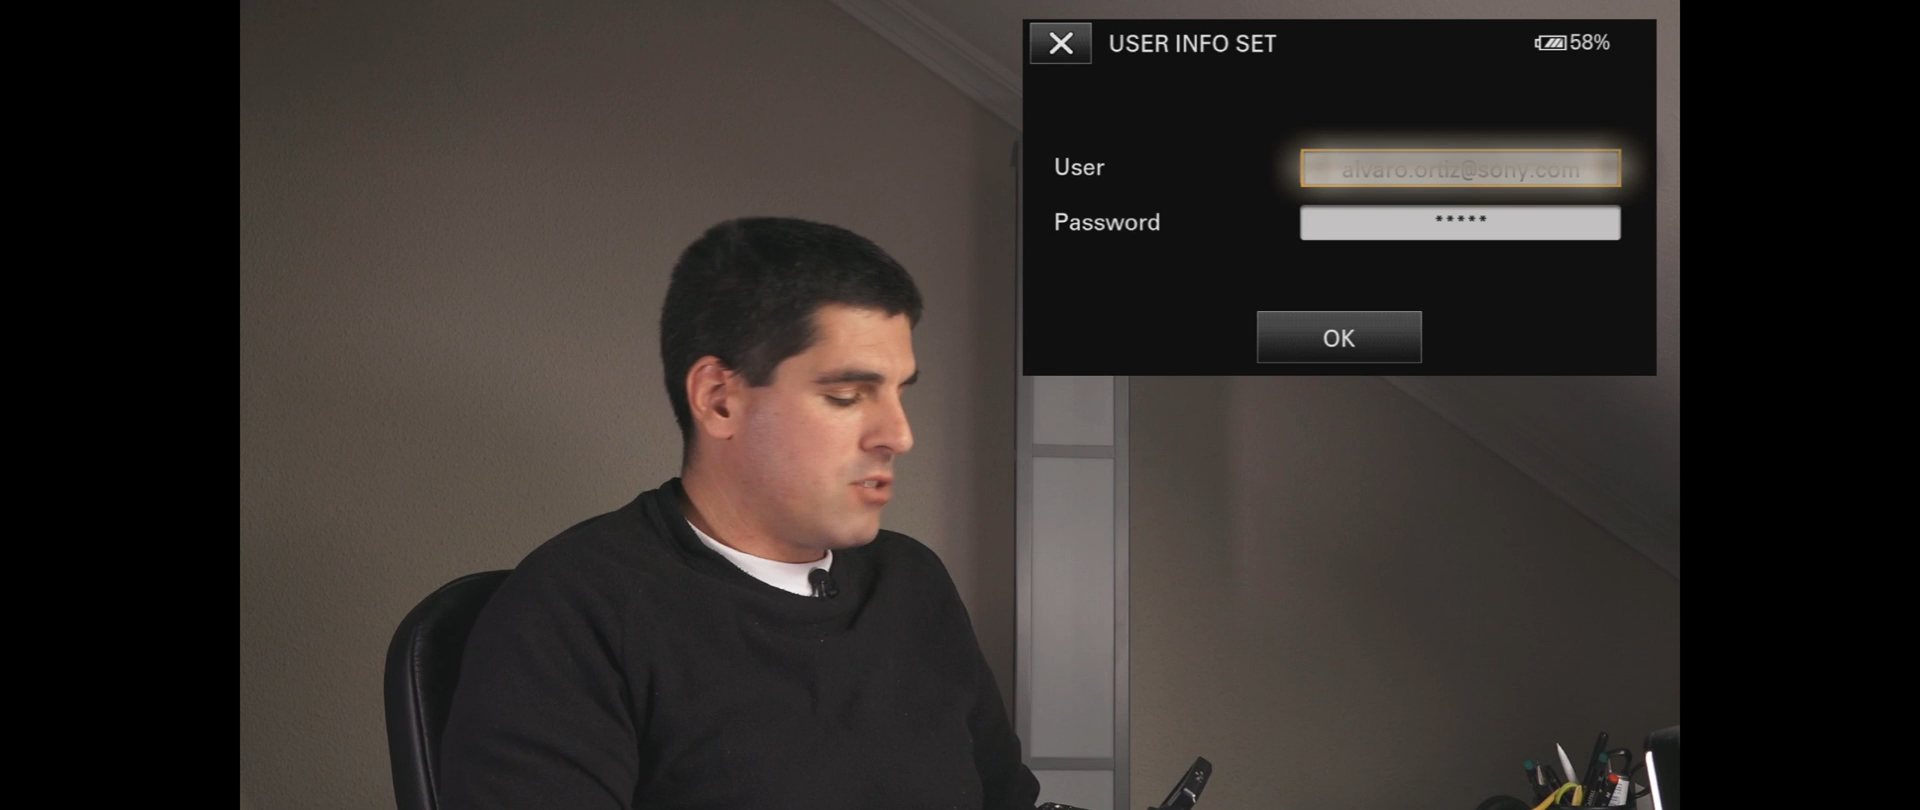 USER INFO SET
58%
User
alvaro.ortiz@sony.com
Password
*****
OK